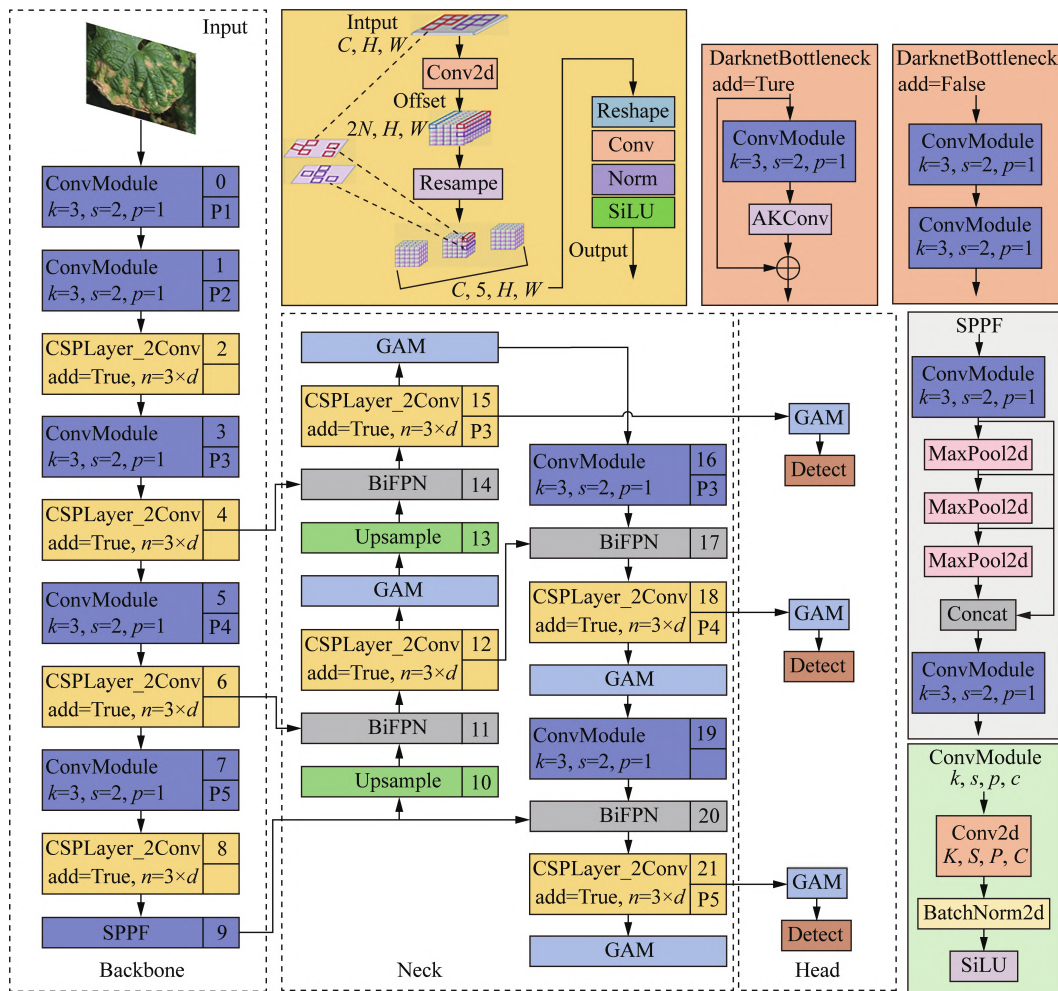 Input
ConvModule 0
k=3, s=2, p=1 P1
ConvModule 1
k=3, s=2, p=1 P2
CSPLayer_2Conv 2
add=True, n=3×d
ConvModule 3
k=3, s=2, p=1 P3
CSPLayer_2Conv 4
add=True, n=3×d
ConvModule 5
k=3, s=2, p=1 P4
CSPLayer_2Conv 6
add=True, n=3×d
ConvModule 7
k=3, s=2, p=1 P5
CSPLayer_2Conv 8
add=True, n=3×d
SPPF 9
Backbone
Intput
C, H, W
Conv2d
Offset
2N, H, W
Resampe
C, 5, H, W
Reshape
Conv
Norm
SiLU
Output
DarknetBottleneck
add=Ture
ConvModule
k=3, s=2, p=1
AKConv
DarknetBottleneck
add=False
ConvModule
k=3, s=2, p=1
ConvModule
k=3, s=2, p=1
GAM
CSPLayer_2Conv 15
add=True, n=3×d P3
BiFPN 14
Upsample 13
GAM
CSPLayer_2Conv 12
add=True, n=3×d
BiFPN 11
Upsample 10
ConvModule 16
k=3, s=2, p=1 P3
BiFPN 17
CSPLayer_2Conv 18
add=True, n=3×d P4
GAM
ConvModule 19
k=3, s=2, p=1
BiFPN 20
CSPLayer_2Conv 21
add=True, n=3×d P5
GAM
Neck
GAM
Detect
GAM
Detect
GAM
Detect
Head
SPPF
ConvModule
k=3, s=2, p=1
MaxPool2d
MaxPool2d
MaxPool2d
Concat
ConvModule
k=3, s=2, p=1
ConvModule
k, s, p, c
Conv2d
K, S, P, C
BatchNorm2d
SiLU